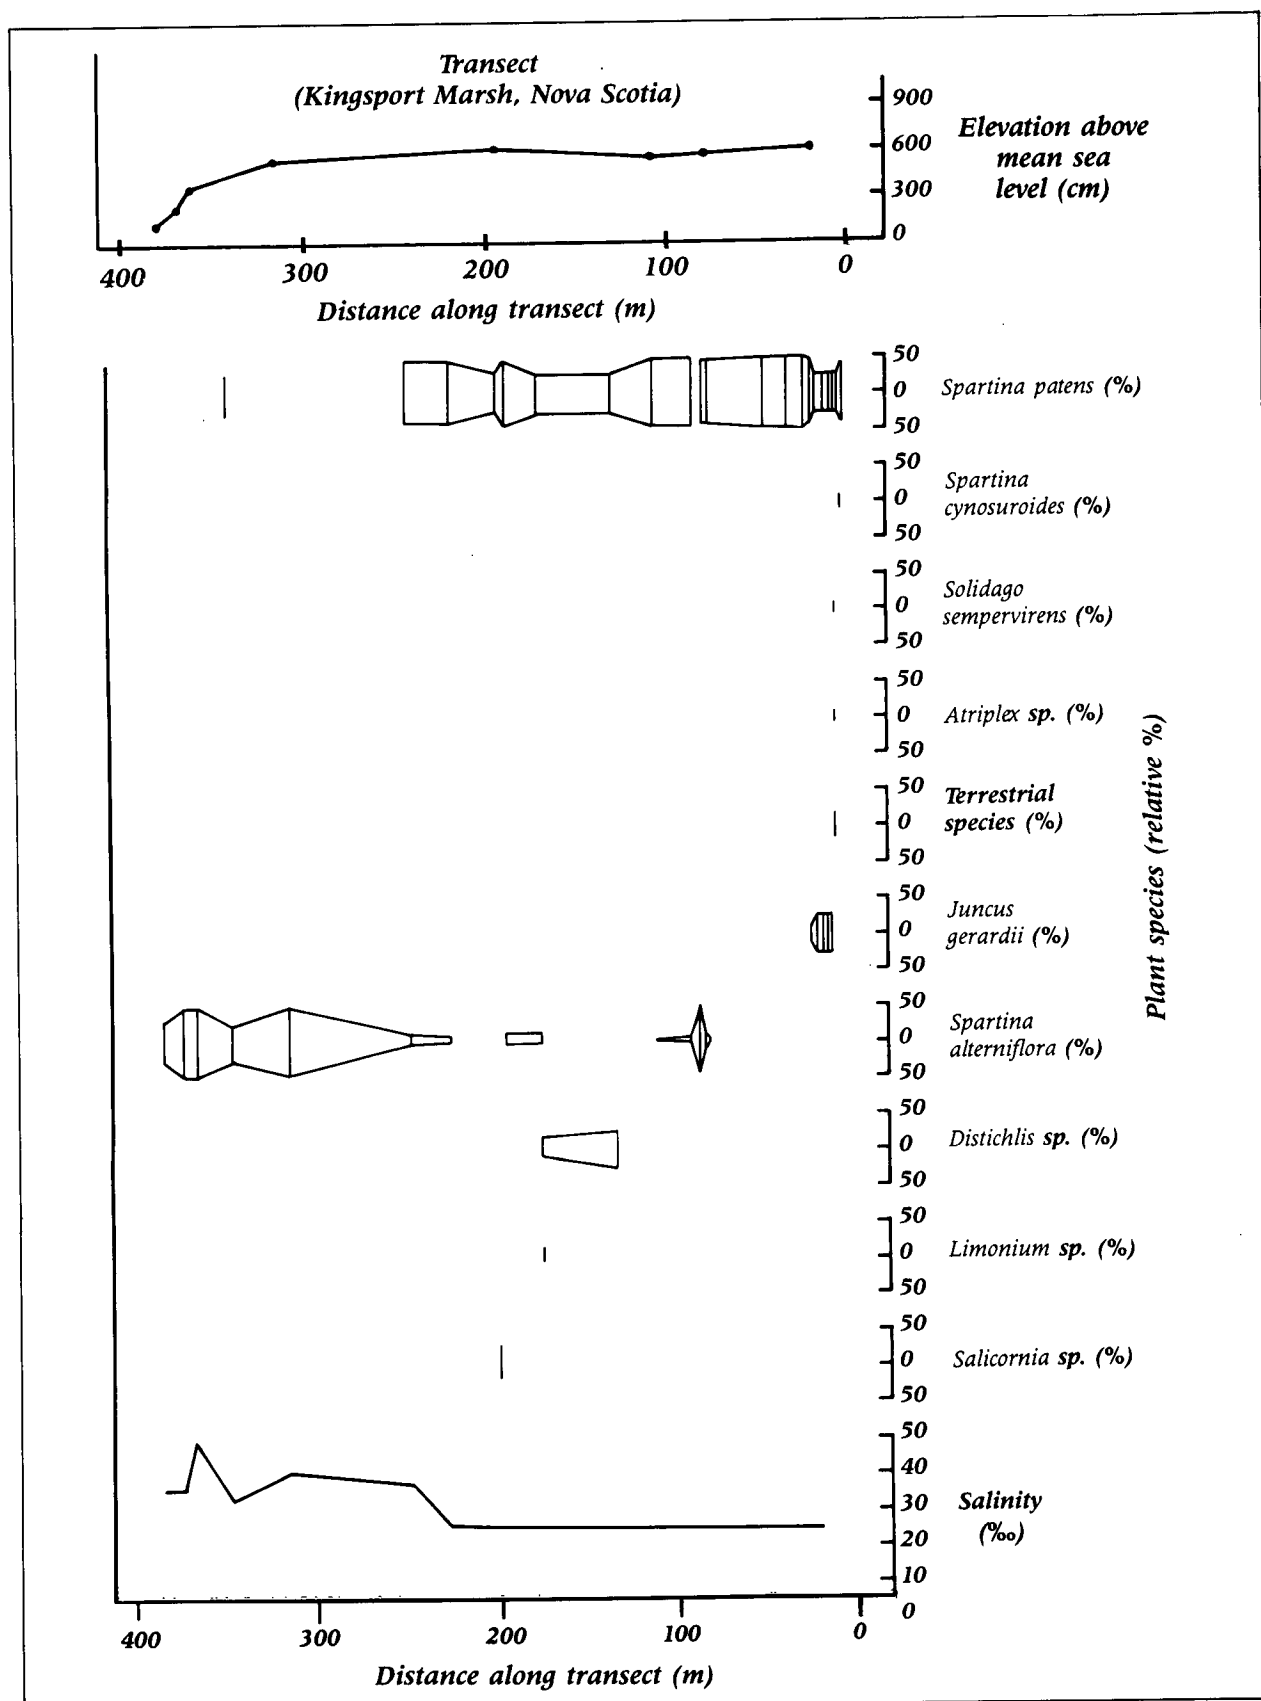 Transect
(Kingsport Marsh, Nova Scotia)
900
600
300
0
Elevation above
mean sea
level (cm)
400
300
200
100
0
Distance along transect (m)
50
0
50
Spartina patens (%)
50
0
50
Spartina
cynosuroides (%)
50
0
50
Solidago
sempervirens (%)
50
0
50
Atriplex sp. (%)
50
0
50
Terrestrial
species (%)
50
0
50
Juncus
gerardii (%)
50
0
50
Spartina
alterniflora (%)
50
0
50
Distichlis sp. (%)
50
0
50
Limonium sp. (%)
50
0
50
Salicornia sp. (%)
Plant species (relative %)
50
40
30
20
10
0
Salinity
(‰)
400
300
200
100
0
Distance along transect (m)